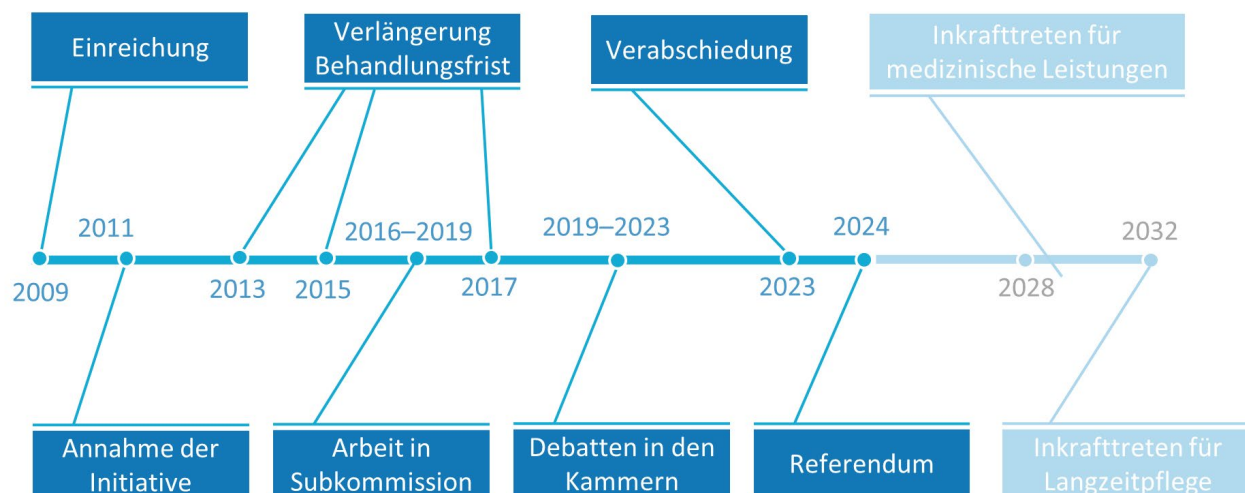 Einreichung
Verlängerung
Behandlungsfrist
Verabschiedung
Inkrafttreten für
medizinische Leistungen
2009
2011
2013
2015
2016–2019
2017
2019–2023
2023
2024
2028
2032
Annahme der
Initiative
Arbeit in
Subkommission
Debatten in den
Kammern
Referendum
Inkrafttreten für
Langzeitpflege